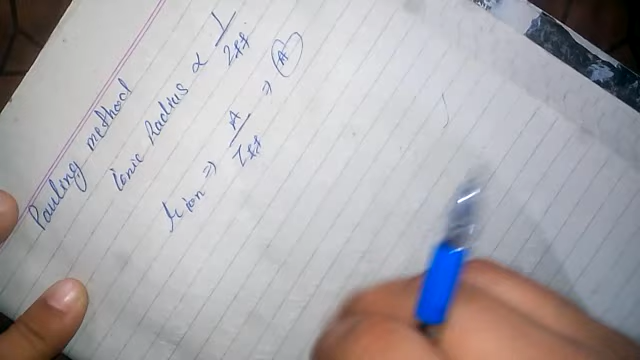 Pauling method
ionic Radius ∝ 1/Zeff
r ion => A/Zeff => A